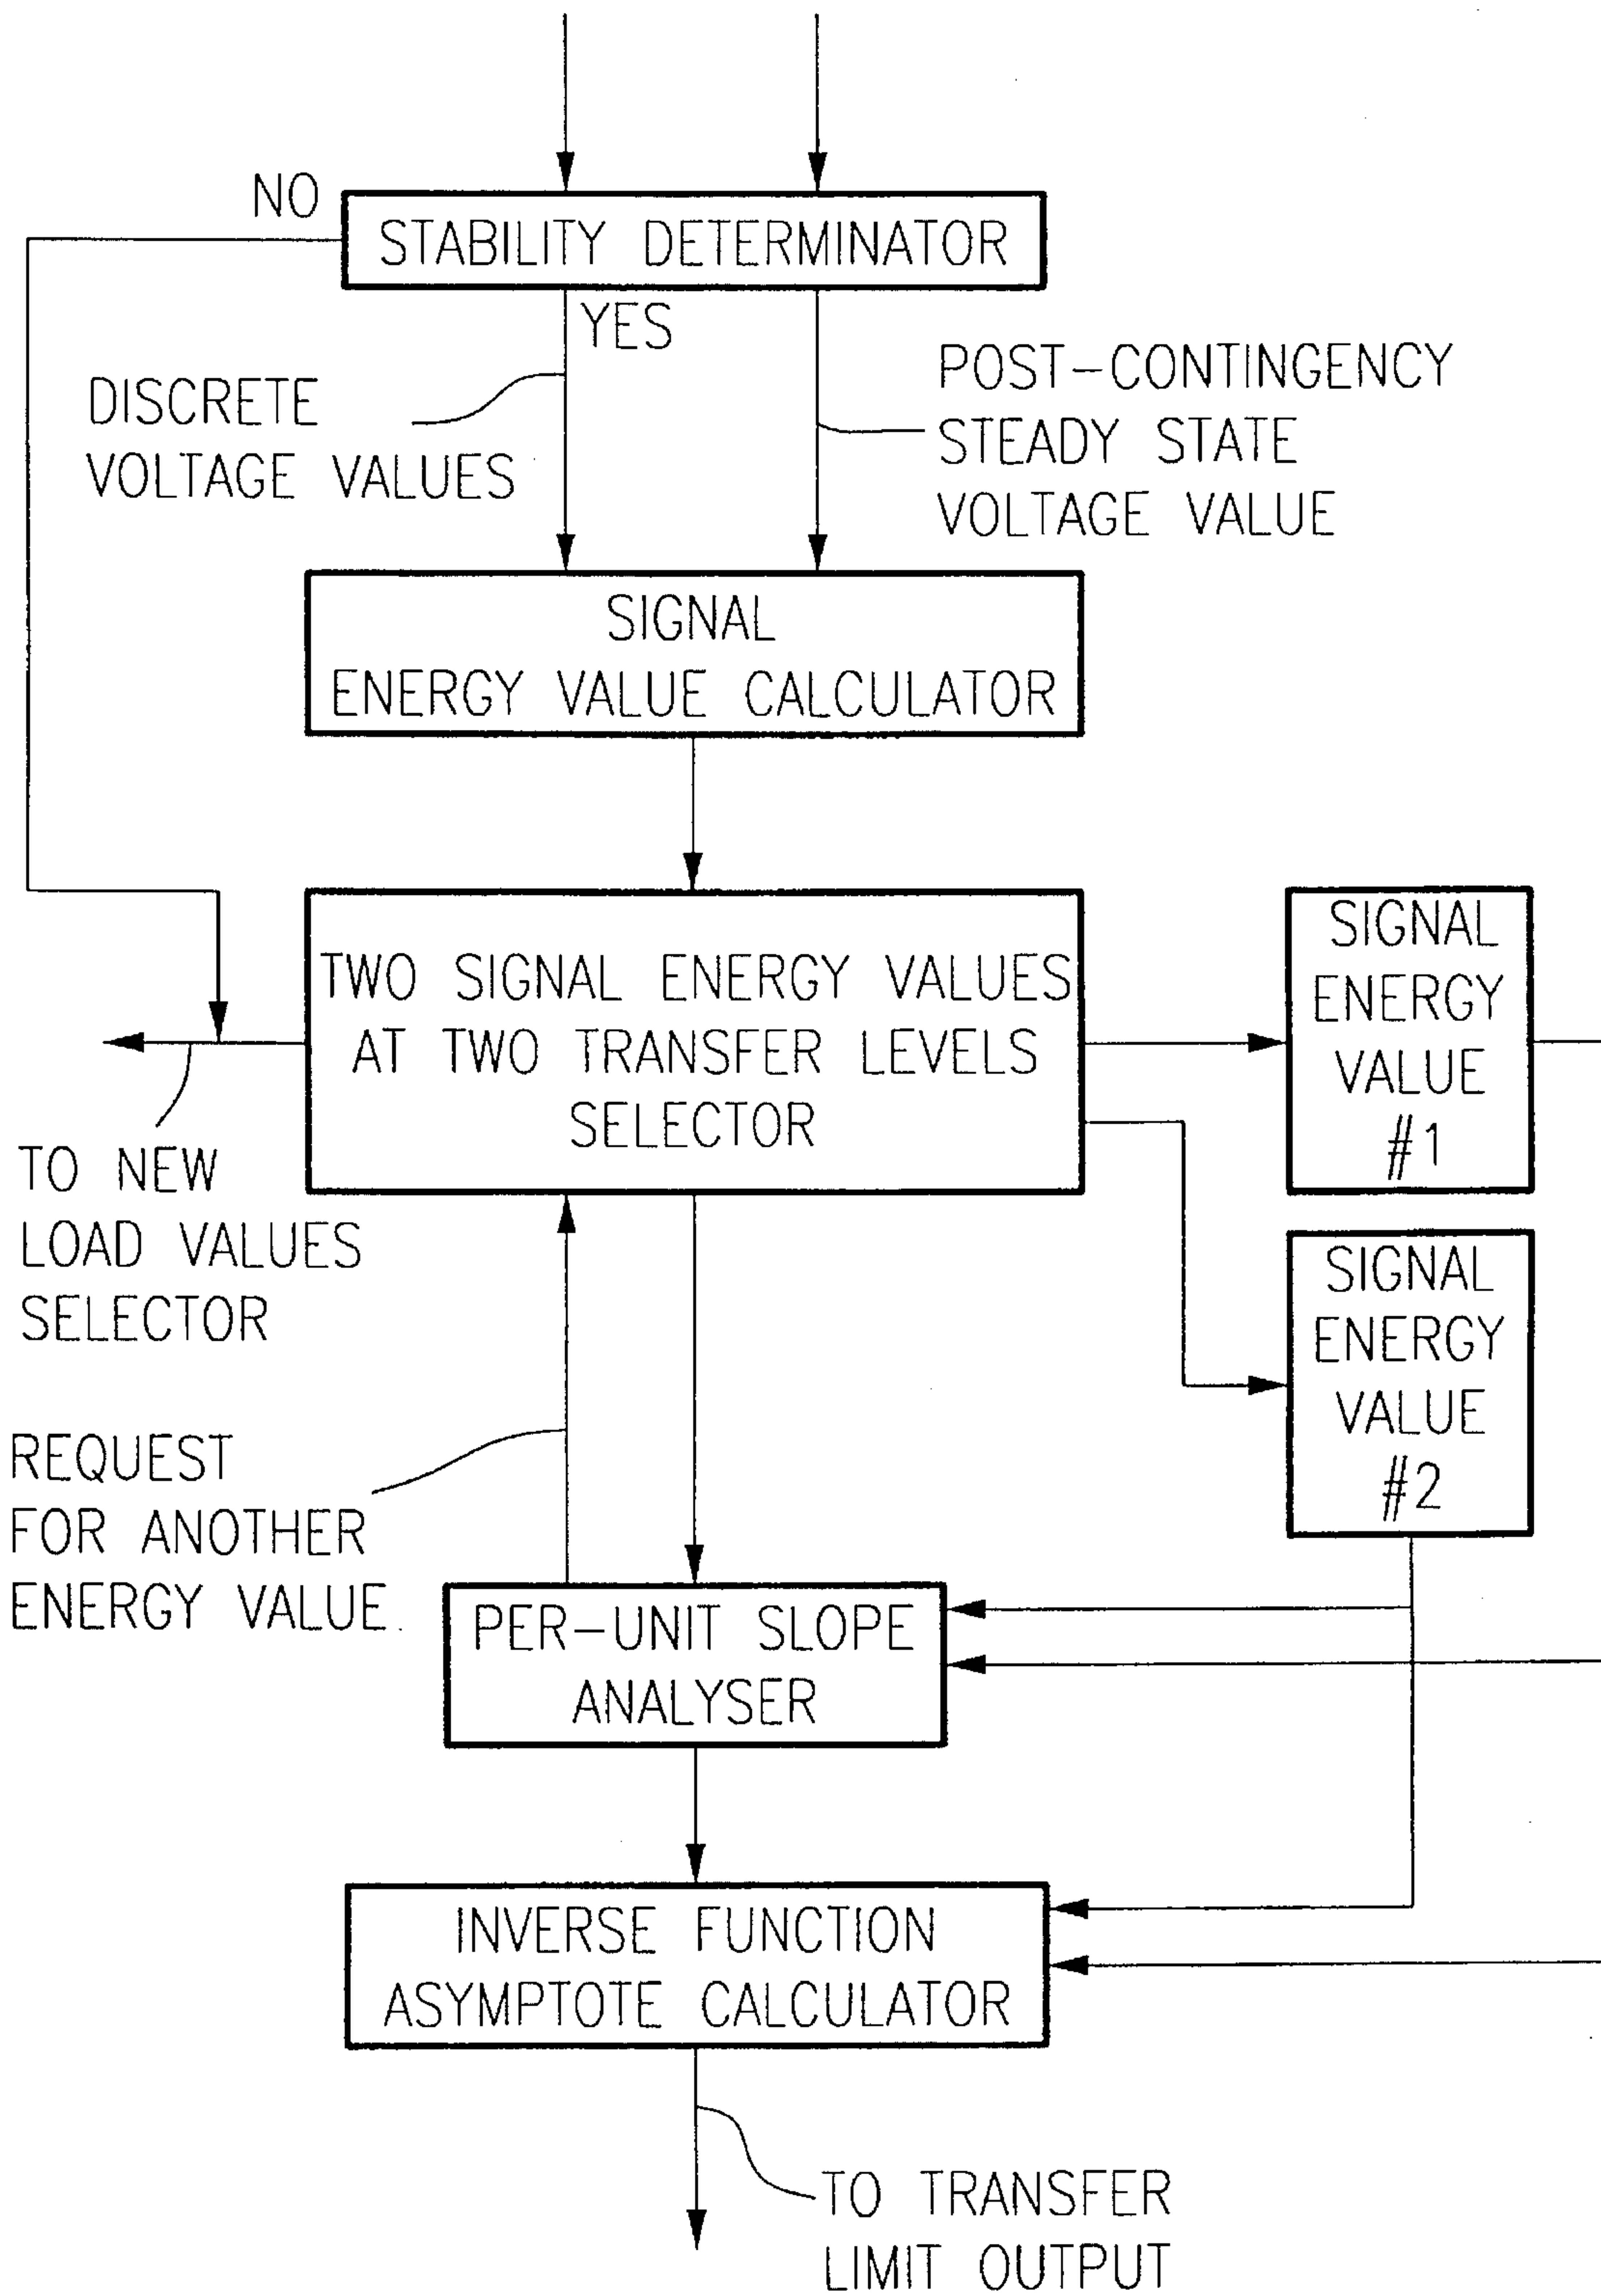 NO
STABILITY DETERMINATOR
YES
DISCRETE
VOLTAGE VALUES
POST-CONTINGENCY
STEADY STATE
VOLTAGE VALUE
SIGNAL
ENERGY VALUE CALCULATOR
TWO SIGNAL ENERGY VALUES
AT TWO TRANSFER LEVELS
SELECTOR
SIGNAL
ENERGY
VALUE
#1
TO NEW
LOAD VALUES
SELECTOR
SIGNAL
ENERGY
VALUE
#2
REQUEST
FOR ANOTHER
ENERGY VALUE
PER-UNIT SLOPE
ANALYSER
INVERSE FUNCTION
ASYMPTOTE CALCULATOR
TO TRANSFER
LIMIT OUTPUT